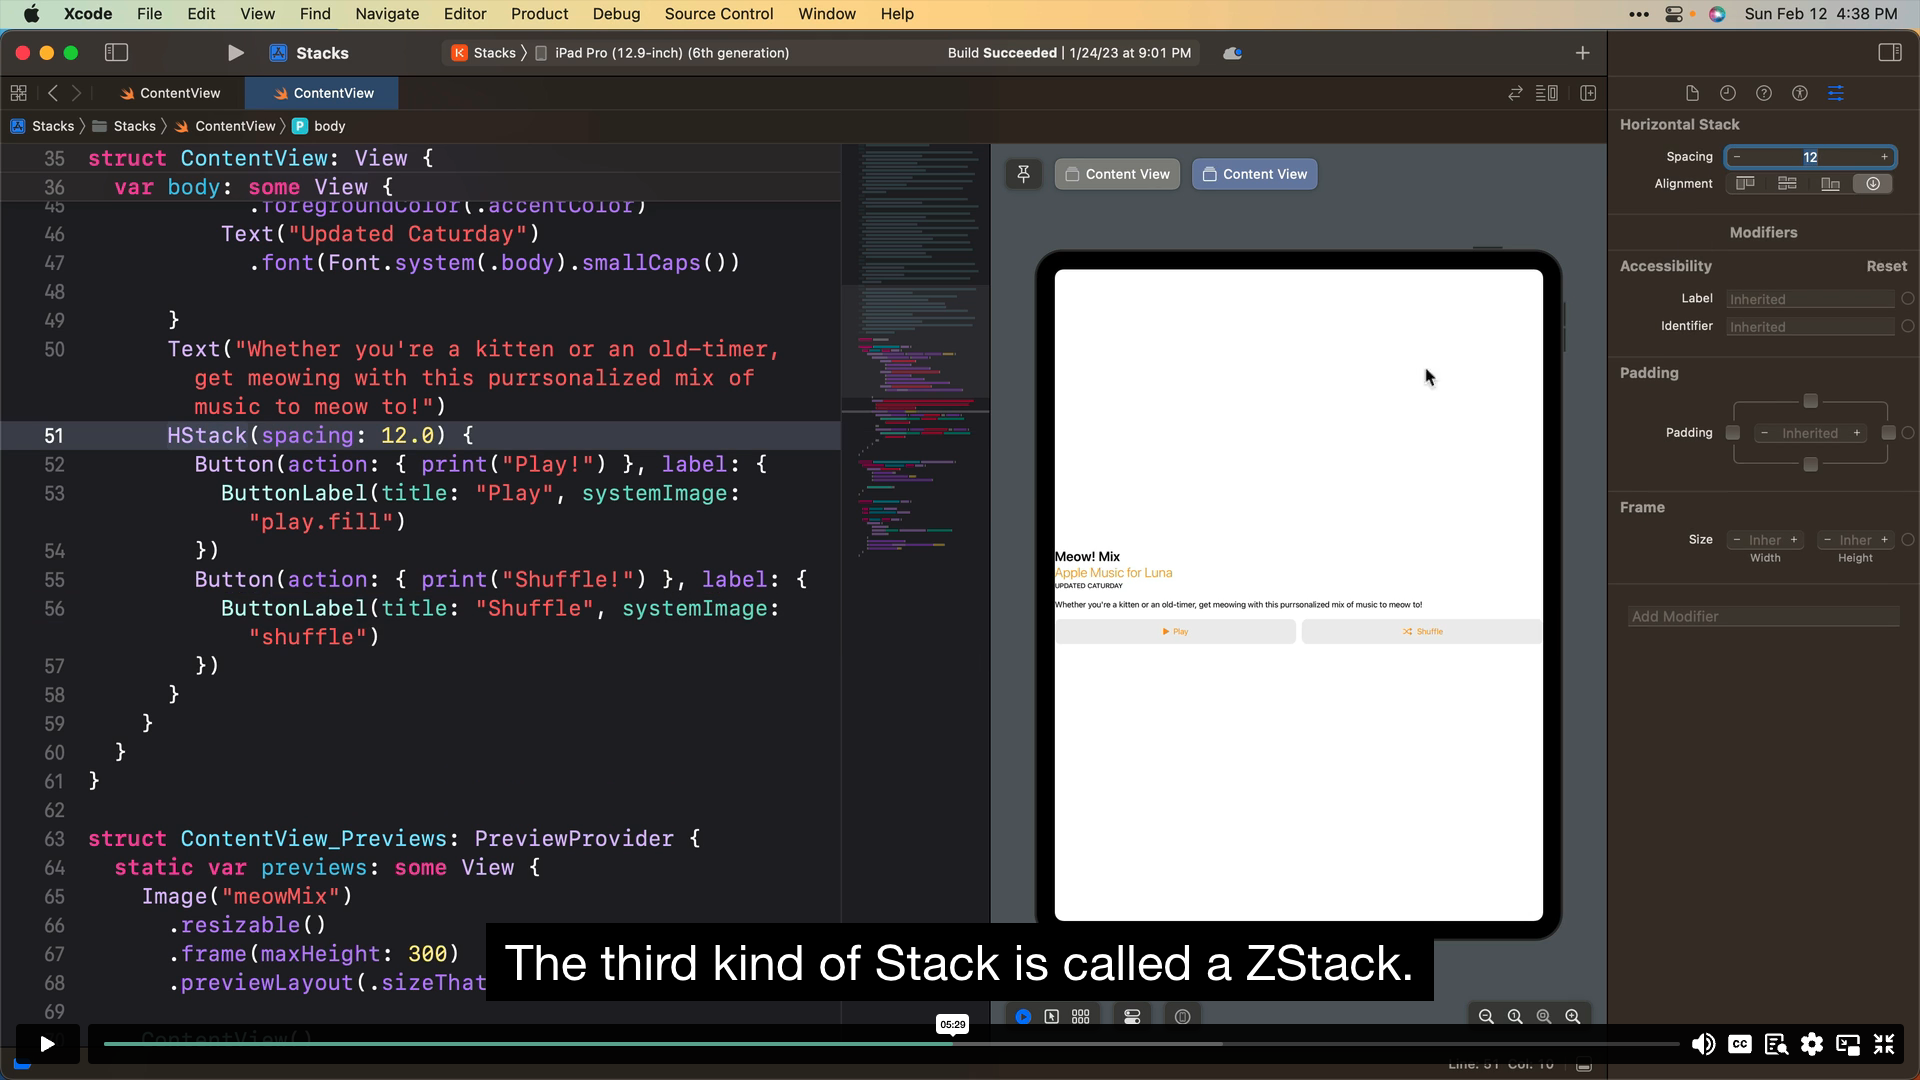 Xcode File Edit View Find Navigate Editor Product Debug Source Control Window Help Sun Feb 12 4:38 PM
Stacks Stacks iPad Pro (12.9-inch) (6th generation) Build Succeeded | 1/24/23 at 9:01 PM
ContentView ContentView
Stacks Stacks ContentView P body
35 struct ContentView: View {
36 var body: some View {
45 .foregroundColor(.accentColor)
46 Text("Updated Caturday")
47 .font(Font.system(.body).smallCaps())
48
49 }
50 Text("Whether you're a kitten or an old-timer,
get meowing with this purrsonalized mix of
music to meow to!")
51 HStack(spacing: 12.0) {
52 Button(action: { print("Play!") }, label: {
53 ButtonLabel(title: "Play", systemImage:
"play.fill")
54 })
55 Button(action: { print("Shuffle!") }, label: {
56 ButtonLabel(title: "Shuffle", systemImage:
"shuffle")
57 })
58 }
59 }
60 }
61 }
62
63 struct ContentView_Previews: PreviewProvider {
64 static var previews: some View {
65 Image("meowMix")
66 .resizable()
67 .frame(maxHeight: 300)
68 .previewLayout(.sizeThat
69
70 ContentView()
Content View Content View
Meow! Mix
Apple Music for Luna
UPDATED CATURDAY
Whether you're a kitten or an old-timer, get meowing with this purrsonalized mix of music to meow to!
Play Shuffle
Horizontal Stack
Spacing 12
Alignment
Modifiers
Accessibility Reset
Label Inherited
Identifier Inherited
Padding
Padding Inherited
Frame
Size Inher Inher
Width Height
Add Modifier
The third kind of Stack is called a ZStack.
05:29
CC
Line: 51 Col: 10